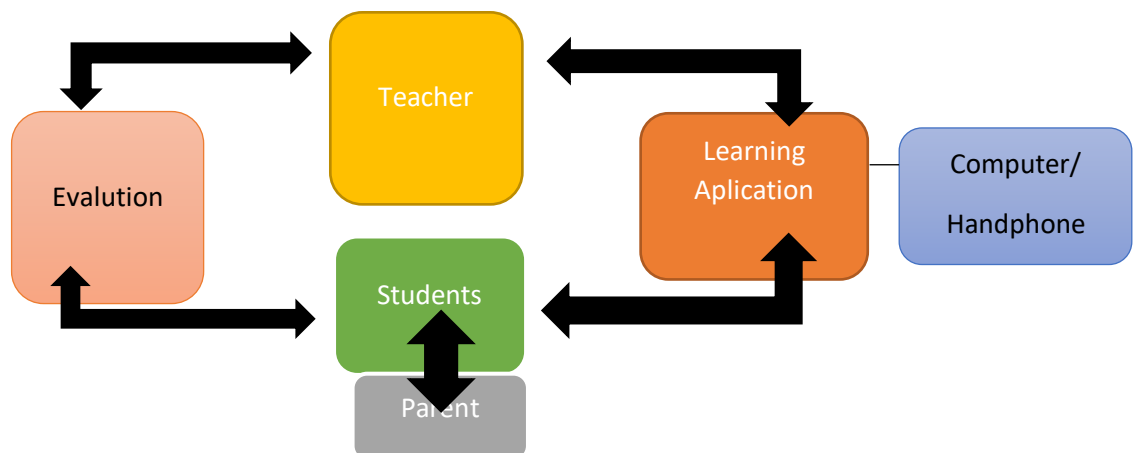 Teacher
Evalution
Learning
Aplication
Computer/
Handphone
Students
Parent